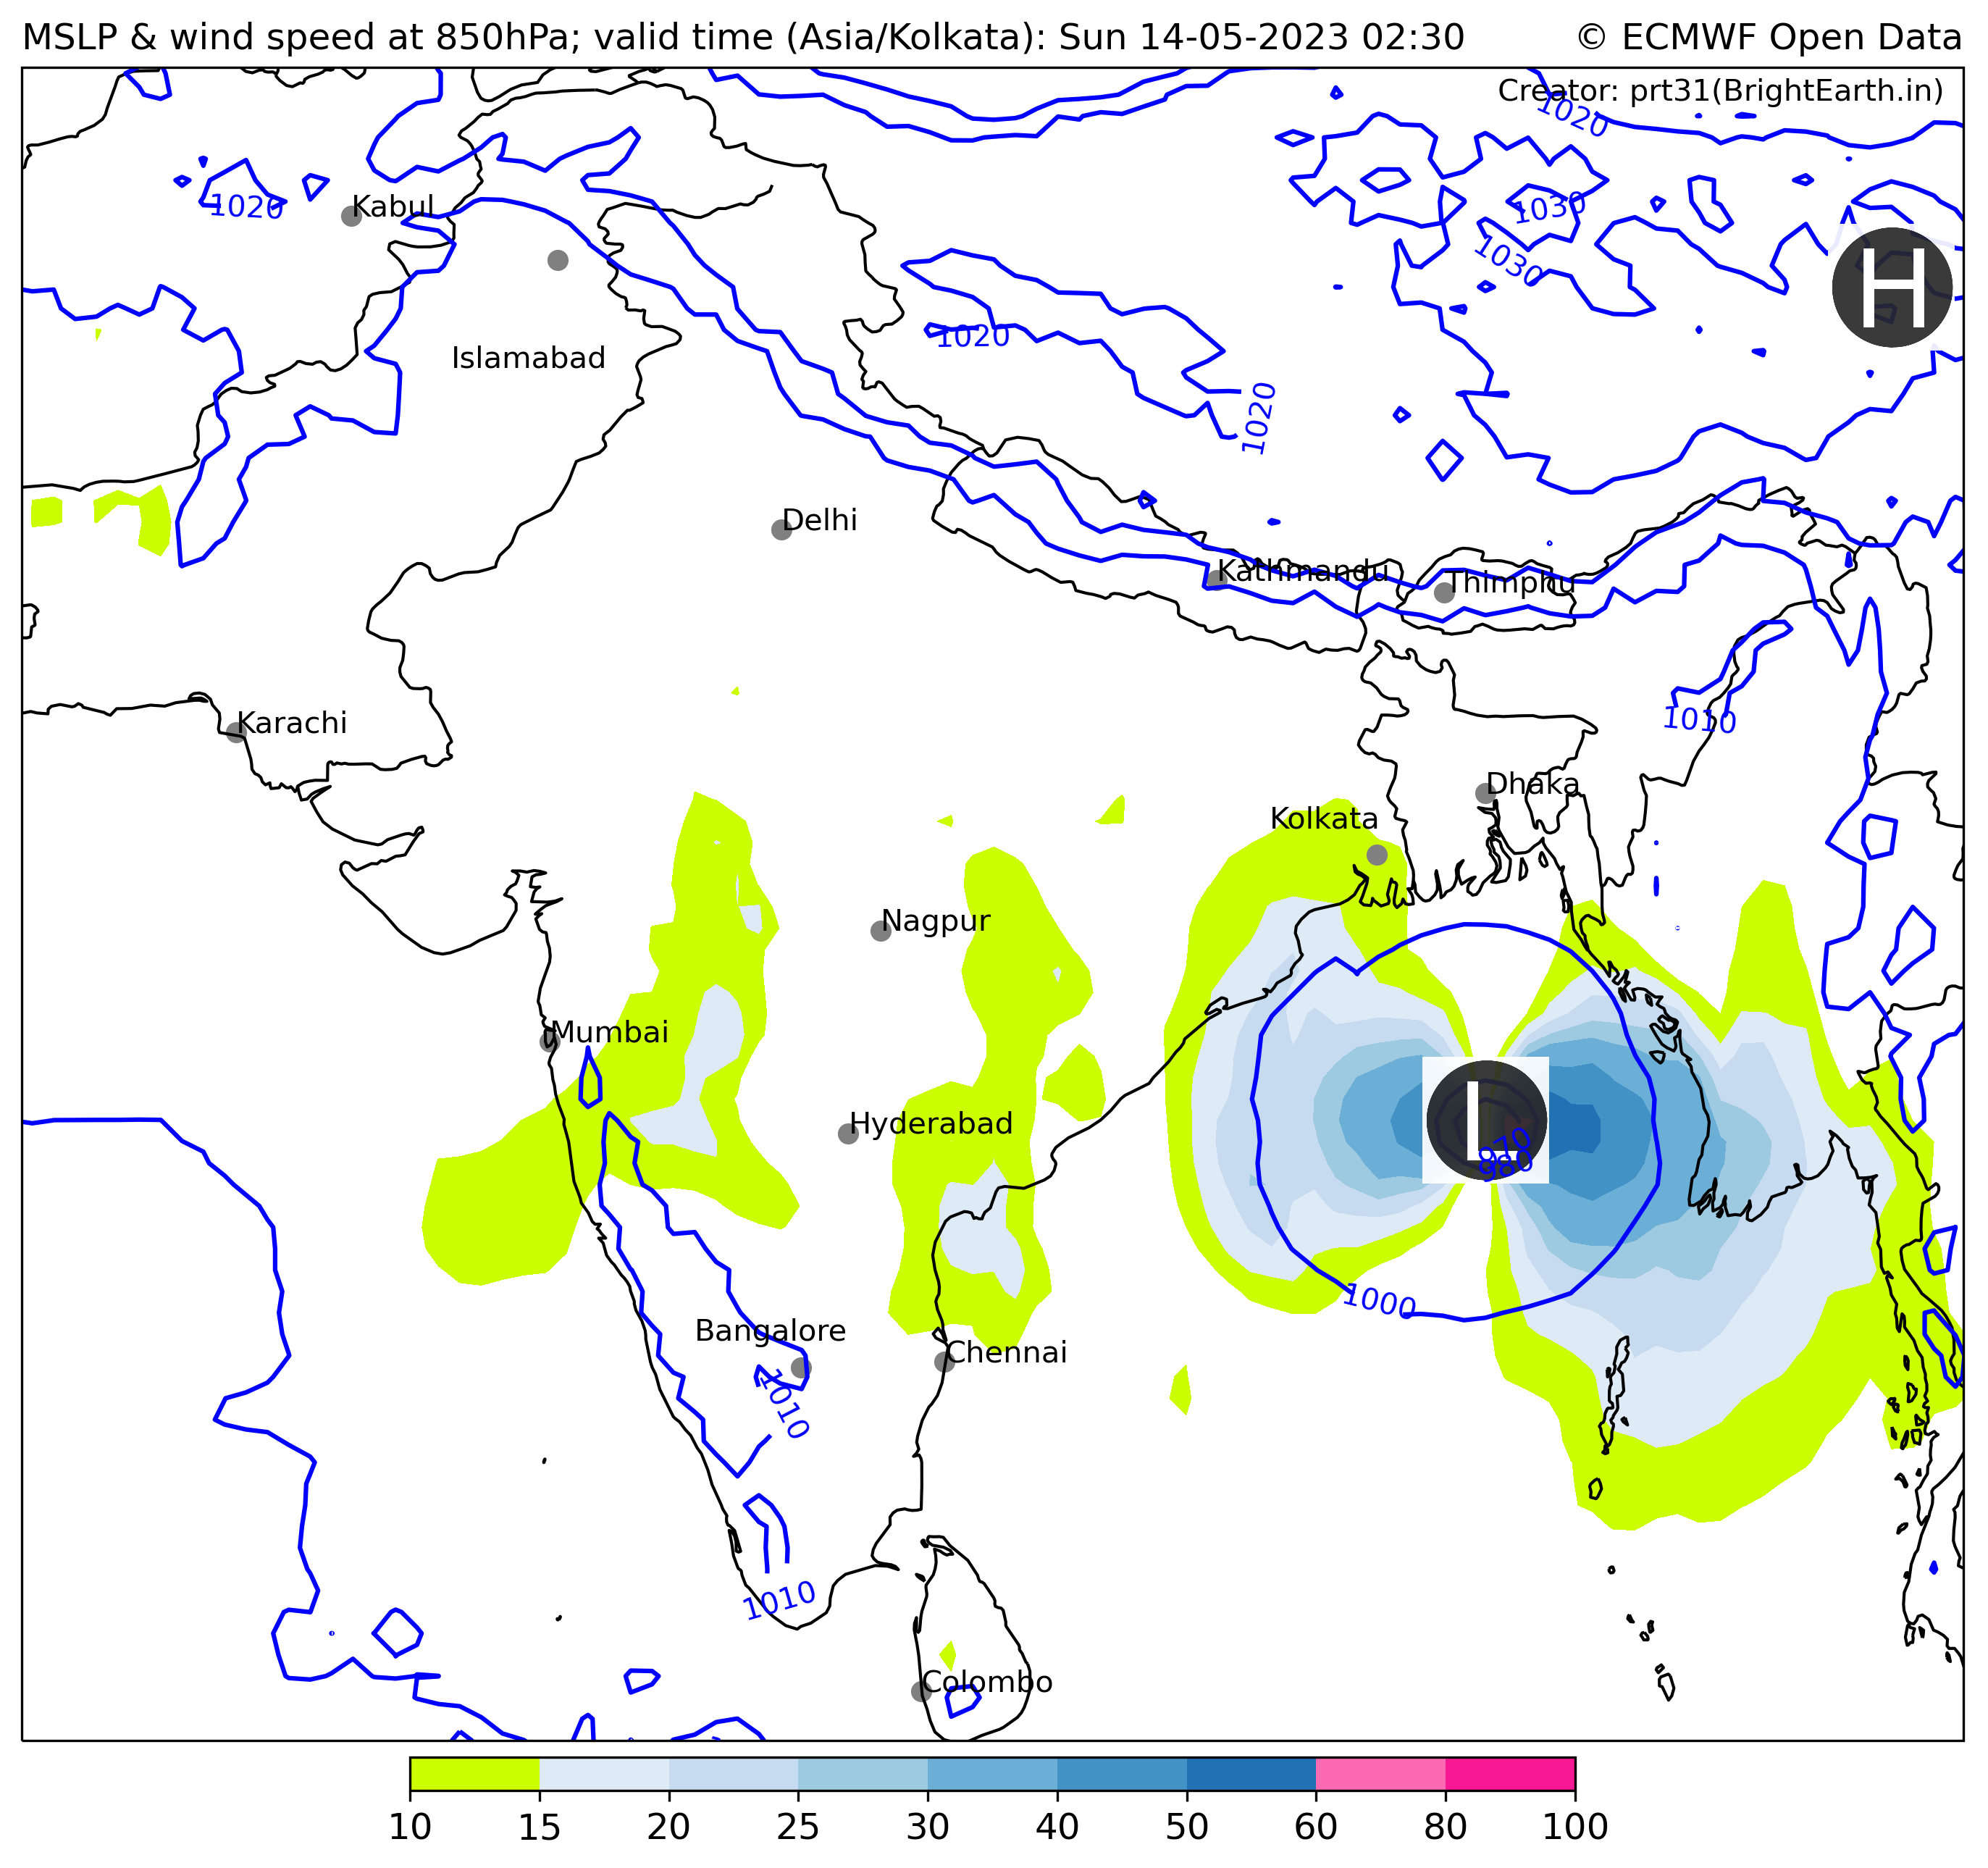 MSLP & wind speed at 850hPa; valid time (Asia/Kolkata): Sun 14-05-2023 02:30 © ECMWF Open Data
Creator: prt31(BrightEarth.in)
1020
1020
Kabul
1030
1030
H
1020
Islamabad
1020
Delhi
Kathmandu
Thimphu
1010
Karachi
Dhaka
Kolkata
Nagpur
Mumbai
Hyderabad
L
970
980
1000
Bangalore
Chennai
1010
1010
Colombo
10 15 20 25 30 40 50 60 80 100